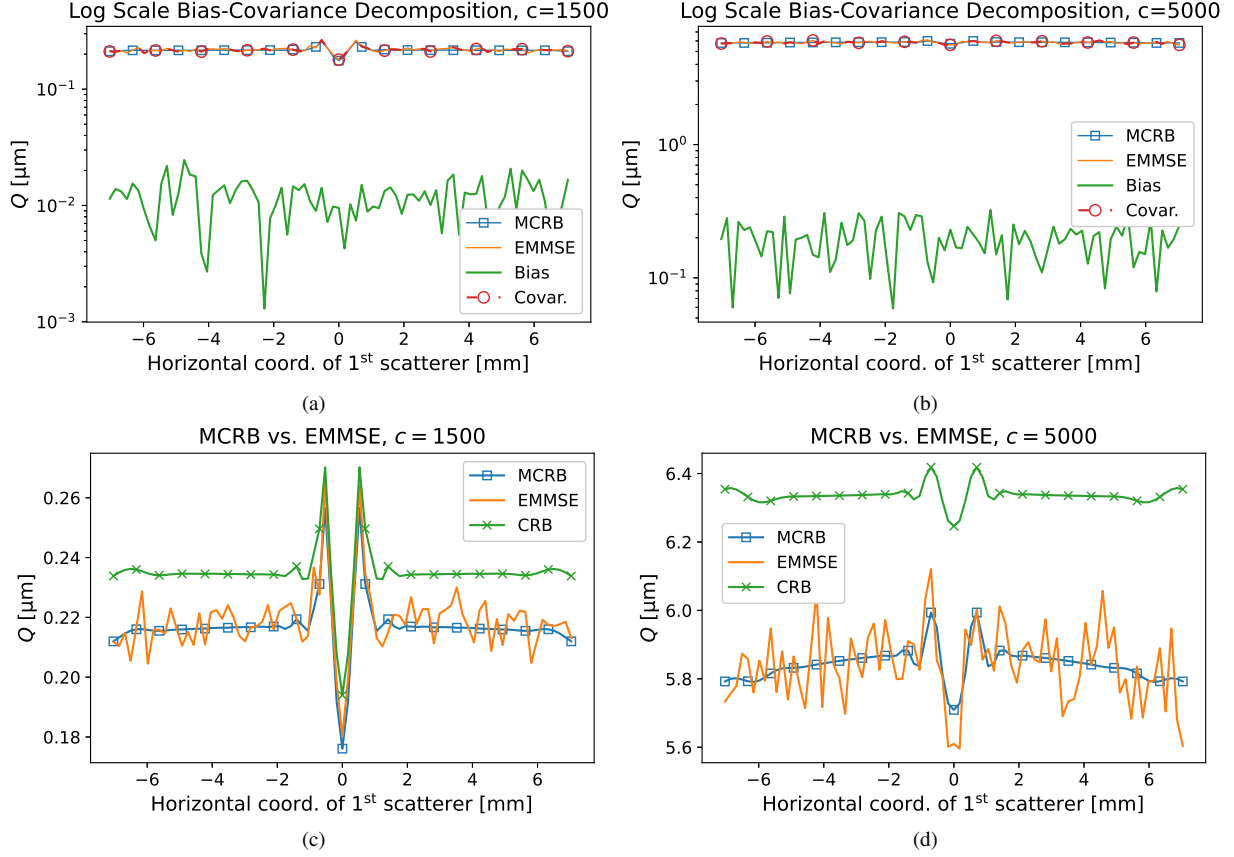 Log Scale Bias-Covariance Decomposition, c=1500
Q [μm]
10⁻¹
10⁻²
10⁻³
MCRB
EMMSE
Bias
Covar.
−6 −4 −2 0 2 4 6
Horizontal coord. of 1ˢᵗ scatterer [mm]
(a)
Log Scale Bias-Covariance Decomposition, c=5000
Q [μm]
10⁰
10⁻¹
MCRB
EMMSE
Bias
Covar.
−6 −4 −2 0 2 4 6
Horizontal coord. of 1ˢᵗ scatterer [mm]
(b)
MCRB vs. EMMSE, c = 1500
Q [μm]
0.26
0.24
0.22
0.20
0.18
MCRB
EMMSE
CRB
−6 −4 −2 0 2 4 6
Horizontal coord. of 1ˢᵗ scatterer [mm]
(c)
MCRB vs. EMMSE, c = 5000
Q [μm]
6.4
6.2
6.0
5.8
5.6
MCRB
EMMSE
CRB
−6 −4 −2 0 2 4 6
Horizontal coord. of 1ˢᵗ scatterer [mm]
(d)